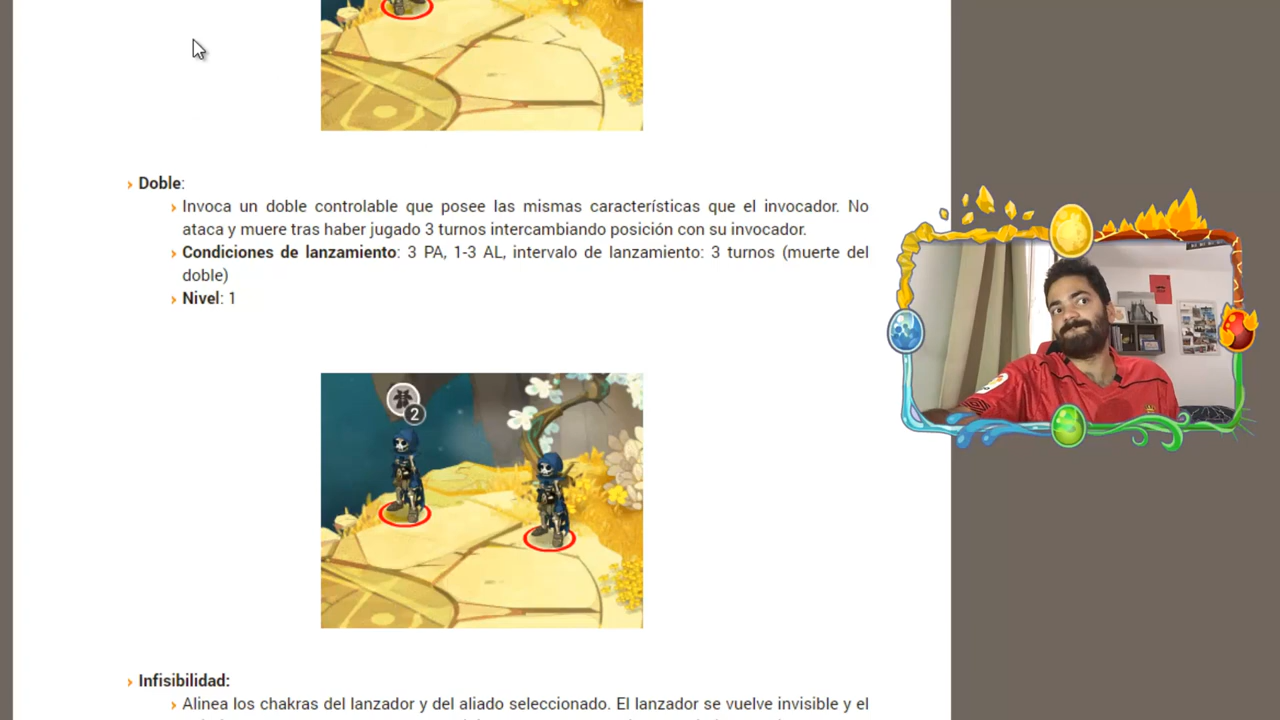 Doble:
Invoca un doble controlable que posee las mismas características que el invocador. No
ataca y muere tras haber jugado 3 turnos intercambiando posición con su invocador.
Condiciones de lanzamiento: 3 PA, 1-3 AL, intervalo de lanzamiento: 3 turnos (muerte del
doble)
Nivel: 1
2
Infisibilidad:
Alinea los chakras del lanzador y del aliado seleccionado. El lanzador se vuelve invisible y el